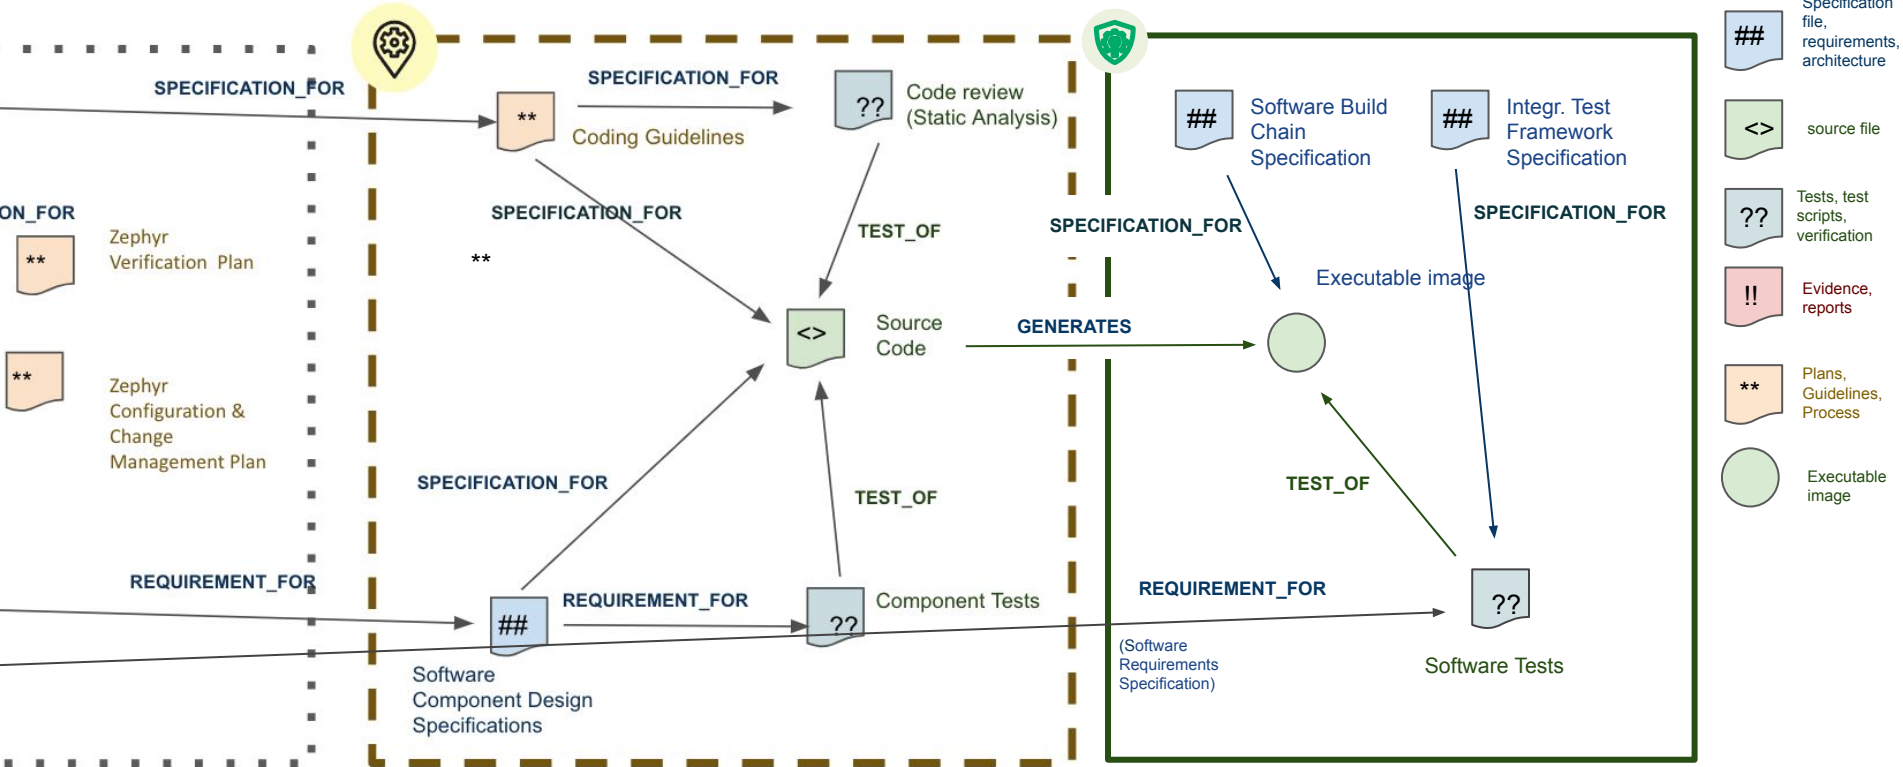 SPECIFICATION_FOR
ON_FOR
**
Zephyr
Verification Plan
**
Zephyr
Configuration &
Change
Management Plan
REQUIREMENT_FOR
**
Coding Guidelines
SPECIFICATION_FOR
??
Code review
(Static Analysis)
SPECIFICATION_FOR
**
TEST_OF
<>
Source
Code
GENERATES
SPECIFICATION_FOR
TEST_OF
##
REQUIREMENT_FOR
??
Component Tests
Software
Component Design
Specifications
##
Software Build
Chain
Specification
##
Integr. Test
Framework
Specification
SPECIFICATION_FOR
SPECIFICATION_FOR
Executable image
TEST_OF
REQUIREMENT_FOR
(Software
Requirements
Specification)
??
Software Tests
##
Specification
file,
requirements,
architecture
<>
source file
??
Tests, test
scripts,
verification
!!
Evidence,
reports
**
Plans,
Guidelines,
Process
Executable
image